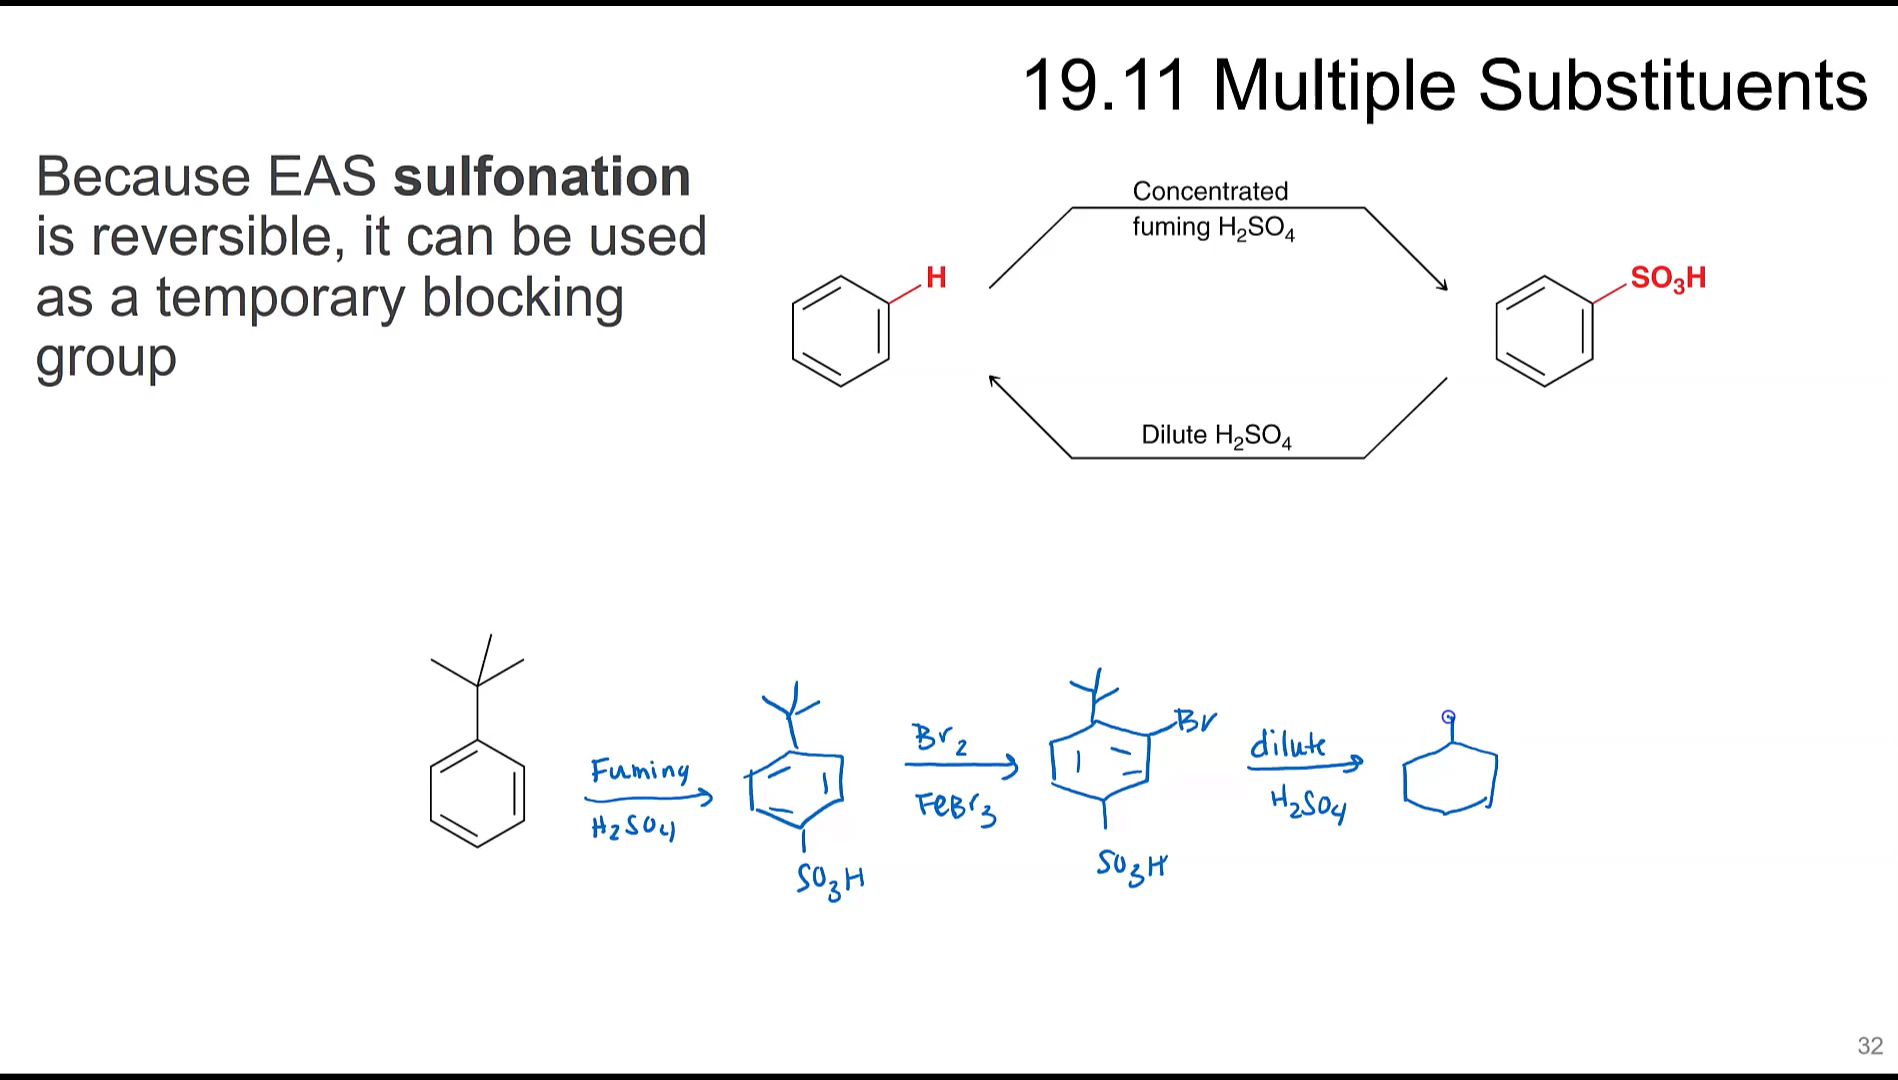 19.11 Multiple Substituents
Because EAS sulfonation
is reversible, it can be used
as a temporary blocking
group
Concentrated
fuming H₂SO₄
H
SO₃H
Dilute H₂SO₄
Fuming
H₂SO₄
SO₃H
Br₂
FeBr₃
Br
SO₃H
dilute
H₂SO₄
32